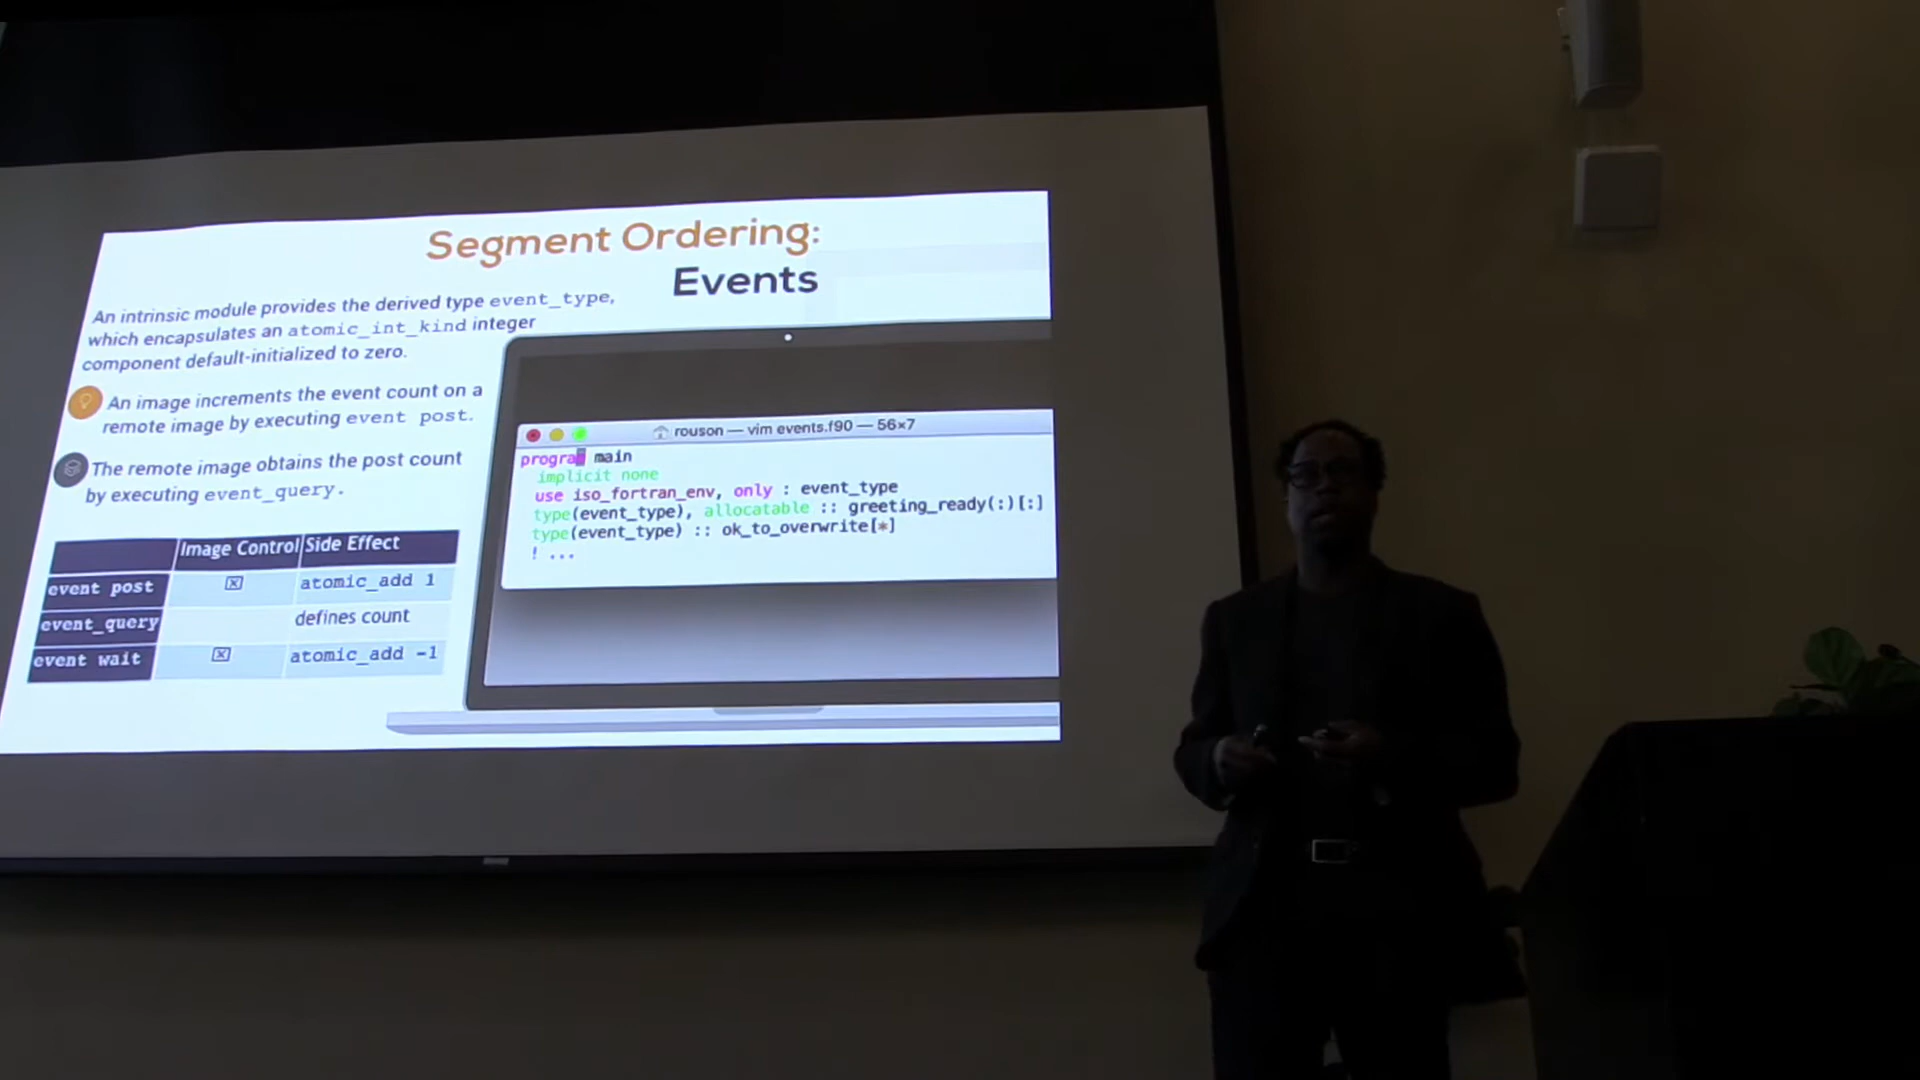 Segment Ordering:
Events
An intrinsic module provides the derived type event_type,
which encapsulates an atomic_int_kind integer
component default-initialized to zero.
An image increments the event count on a
remote image by executing event post.
The remote image obtains the post count
by executing event_query.
Image Control Side Effect
event post ☒ atomic_add 1
event_query defines count
event wait ☒ atomic_add -1
rouson — vim events.f90 — 56×7
program main
implicit none
use iso_fortran_env, only : event_type
type(event_type), allocatable :: greeting_ready(:)[:]
type(event_type) :: ok_to_overwrite[*]
! ...